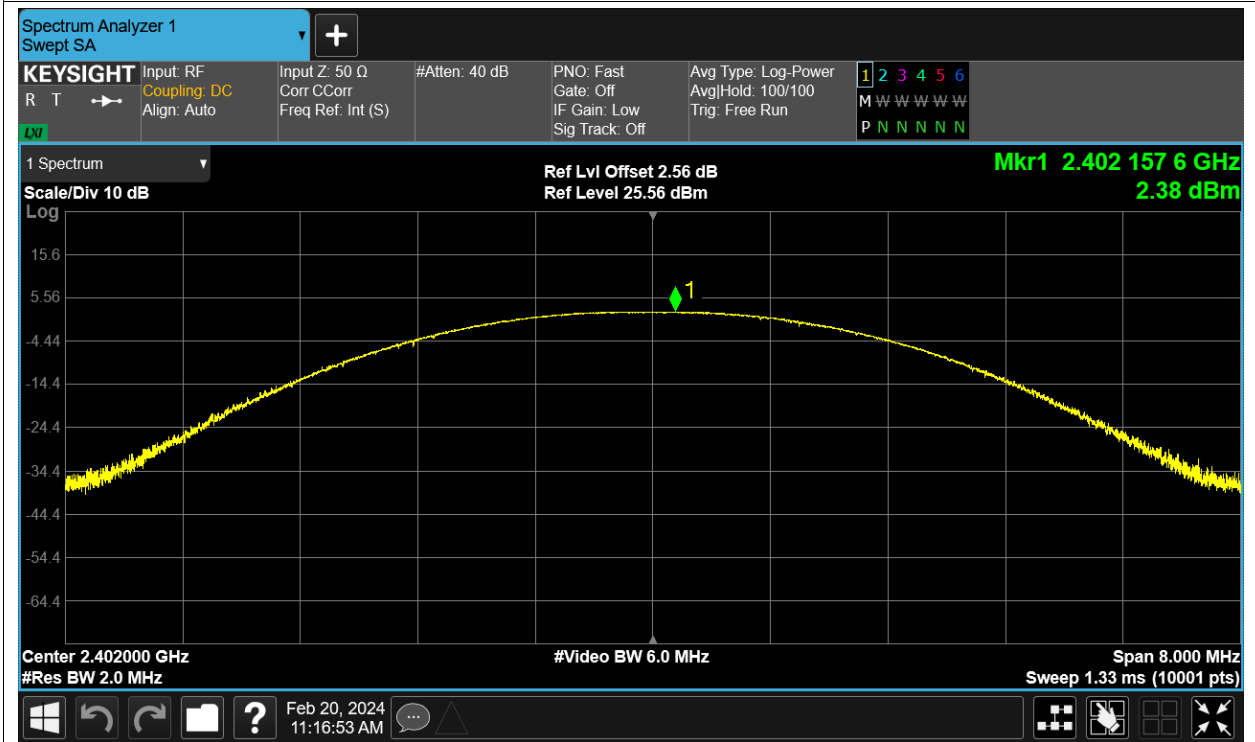 Spectrum Analyzer 1
Swept SA
+
KEYSIGHT
R T
LXI
Input: RF
Coupling: DC
Align: Auto
Input Z: 50 Ω
Corr CCorr
Freq Ref: Int (S)
#Atten: 40 dB
PNO: Fast
Gate: Off
IF Gain: Low
Sig Track: Off
Avg Type: Log-Power
Avg|Hold: 100/100
Trig: Free Run
1 2 3 4 5 6
M W W W W W
P N N N N N
1 Spectrum
Scale/Div 10 dB
Log
Ref Lvl Offset 2.56 dB
Ref Level 25.56 dBm
Mkr1 2.402 157 6 GHz
2.38 dBm
15.6
5.56
-4.44
-14.4
-24.4
-34.4
-44.4
-54.4
-64.4
1
Center 2.402000 GHz
#Res BW 2.0 MHz
#Video BW 6.0 MHz
Span 8.000 MHz
Sweep 1.33 ms (10001 pts)
?
Feb 20, 2024
11:16:53 AM